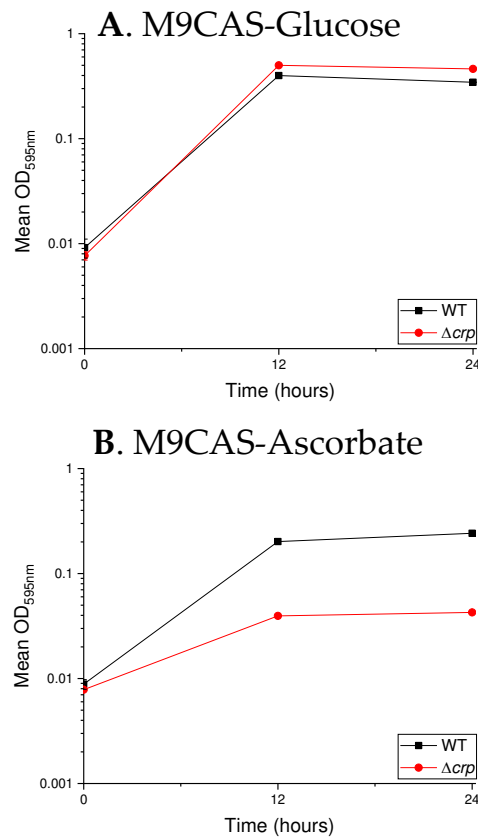 A. M9CAS-Glucose
1
0.1
0.01
0.001
Mean OD595nm
WT
Δcrp
0
12
24
Time (hours)
B. M9CAS-Ascorbate
1
0.1
0.01
0.001
Mean OD595nm
WT
Δcrp
0
12
24
Time (hours)